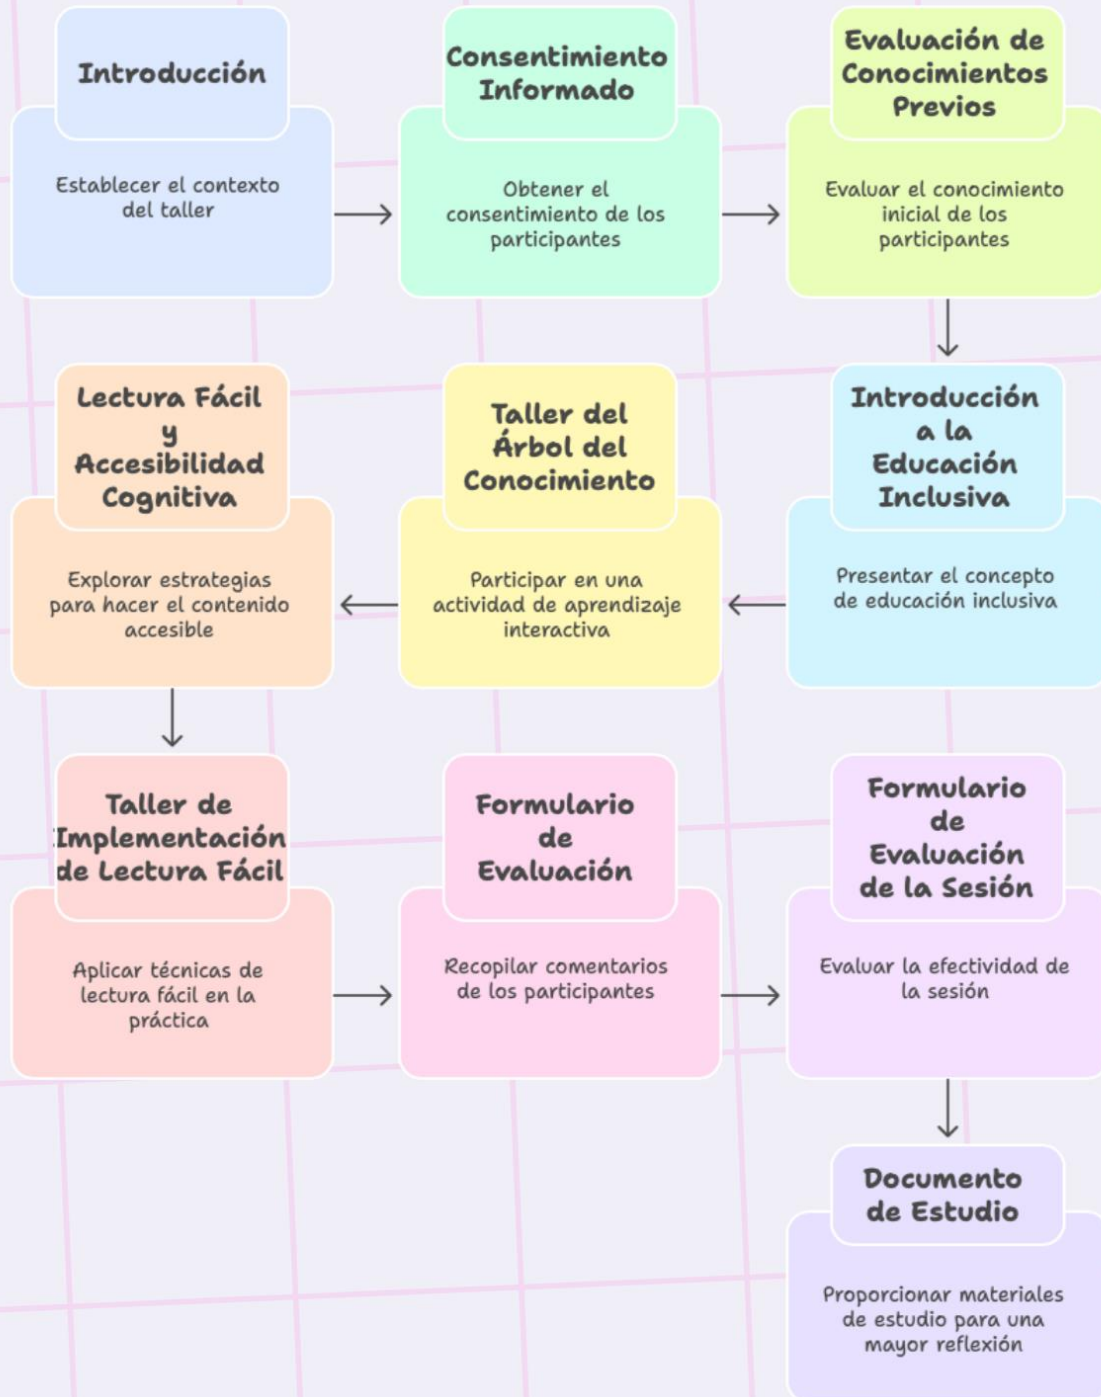 Introducción
Establecer el contexto
del taller
Consentimiento
Informado
Obtener el
consentimiento de los
participantes
Evaluación de
Conocimientos
Previos
Evaluar el conocimiento
inicial de los
participantes
Introducción
a la
Educación
Inclusiva
Presentar el concepto
de educación inclusiva
Taller del
Árbol del
Conocimiento
Participar en una
actividad de aprendizaje
interactiva
Lectura Fácil
y
Accesibilidad
Cognitiva
Explorar estrategias
para hacer el contenido
accesible
Taller de
Implementación
de Lectura Fácil
Aplicar técnicas de
lectura fácil en la
práctica
Formulario
de
Evaluación
Recopilar comentarios
de los participantes
Formulario
de
Evaluación
de la Sesión
Evaluar la efectividad de
la sesión
Documento
de Estudio
Proporcionar materiales
de estudio para una
mayor reflexión